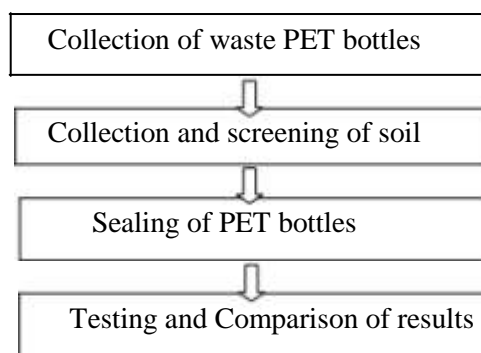 Collection of waste PET bottles
Collection and screening of soil
Sealing of PET bottles
Testing and Comparison of results